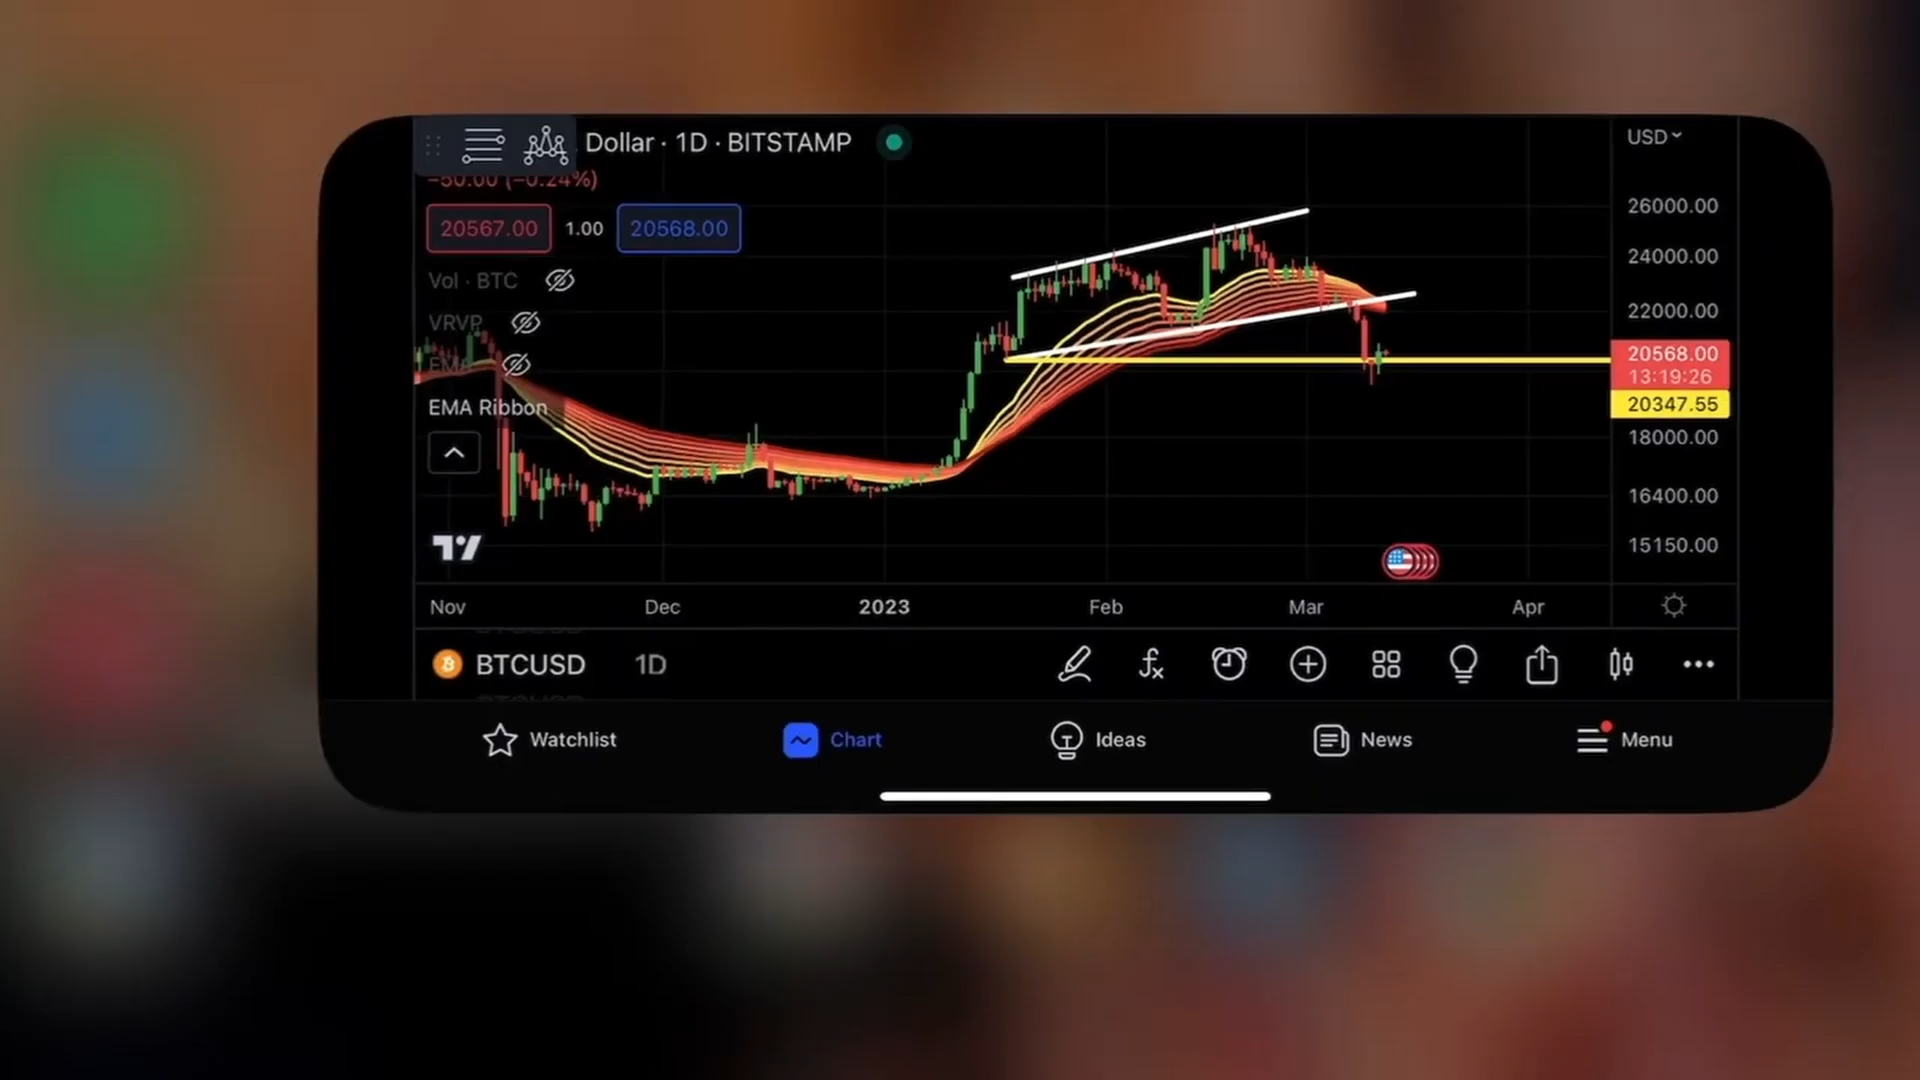 Dollar · 1D · BITSTAMP
USD
−50.00 (−0.24%)
20567.00 1.00 20568.00
Vol · BTC
VRVP
EMA
EMA Ribbon
26000.00
24000.00
22000.00
20568.00
13:19:26
20347.55
18000.00
16400.00
15150.00
Nov Dec 2023 Feb Mar Apr
BTCUSD 1D
Watchlist Chart Ideas News Menu